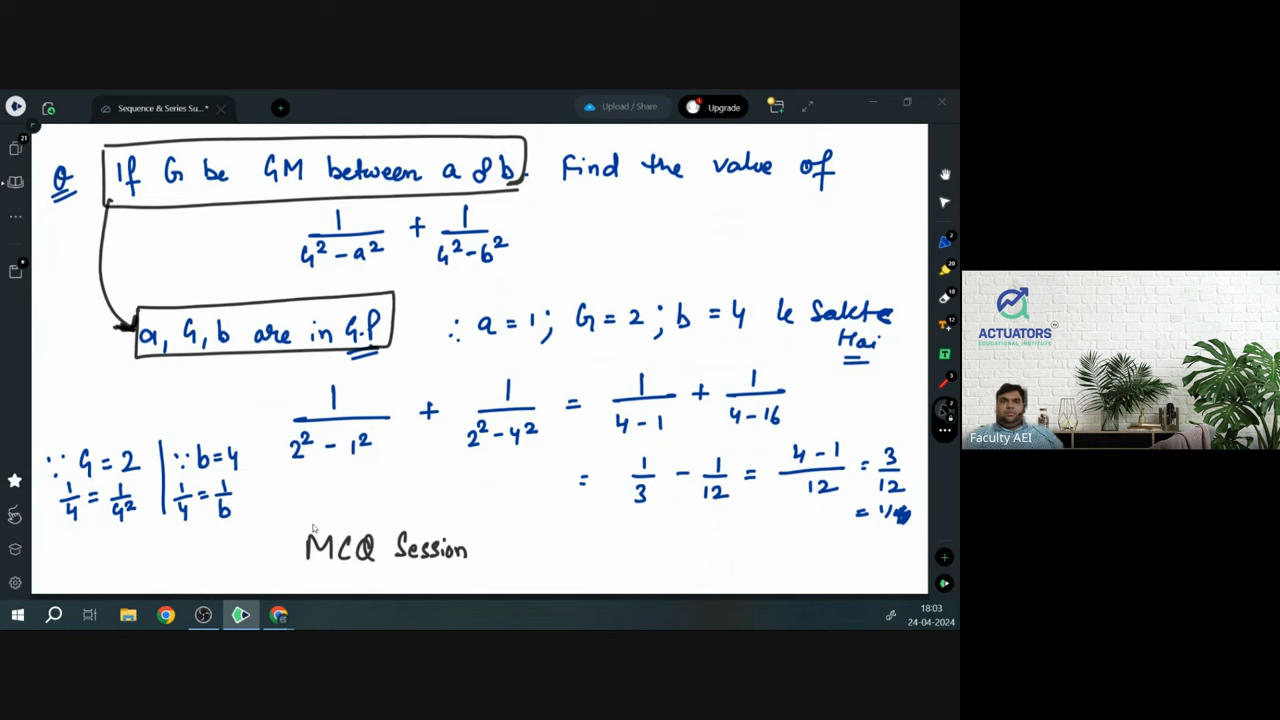 Sequence & Series Su...*
Upload / Share
Upgrade
21
Q If G be GM between a & b. Find the value of
1/(G² - a²) + 1/(G² - b²)
a, G, b are in G.P ∴ a = 1; G = 2; b = 4 le Sakte
Hai
1/(2² - 1²) + 1/(2² - 4²) = 1/(4 - 1) + 1/(4 - 16)
∵ G = 2 | ∵ b = 4
1/4 = 1/G² | 1/4 = 1/b
= 1/3 - 1/12 = (4 - 1)/12 = 3/12
= 1/4
MCQ Session
ACTUATORS
EDUCATIONAL INSTITUTE
Faculty AEI
18:03
24-04-2024